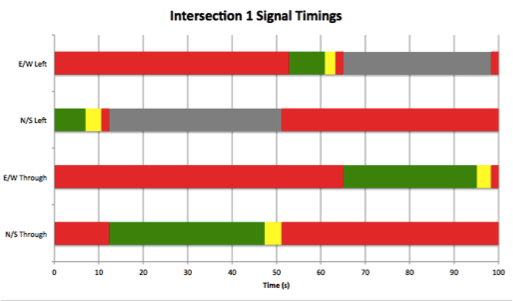 Intersection 1 Signal Timings
E/W Left
N/S Left
E/W Through
N/S Through
0 10 20 30 40 50 60 70 80 90 100
Time (s)